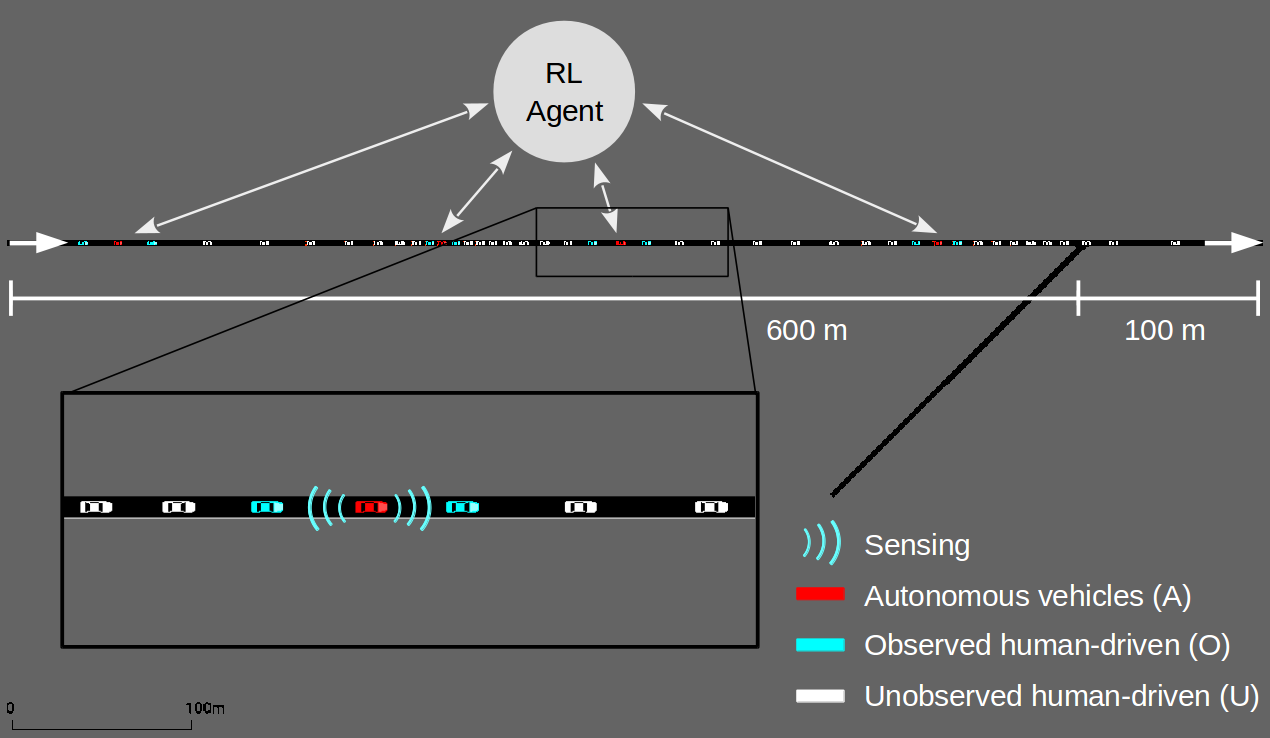 RL
Agent
600 m
100 m
Sensing
Autonomous vehicles (A)
Observed human-driven (O)
Unobserved human-driven (U)
0
100m